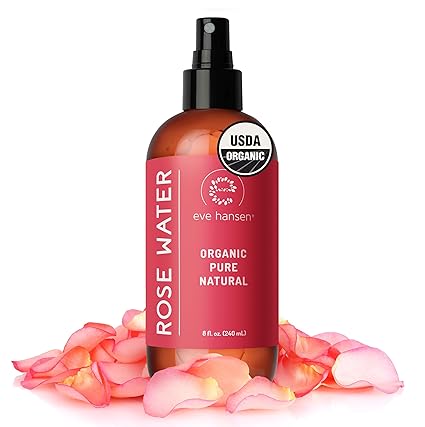 USDA
ORGANIC
eve hansen®
ROSE WATER
ORGANIC
PURE
NATURAL
8 fl. oz. (240 mL)